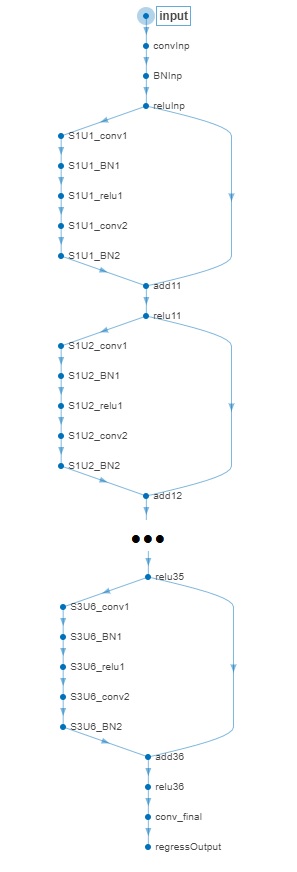 input
convInp
BNInp
reluInp
S1U1_conv1
S1U1_BN1
S1U1_relu1
S1U1_conv2
S1U1_BN2
add11
relu11
S1U2_conv1
S1U2_BN1
S1U2_relu1
S1U2_conv2
S1U2_BN2
add12
relu35
S3U6_conv1
S3U6_BN1
S3U6_relu1
S3U6_conv2
S3U6_BN2
add36
relu36
conv_final
regressOutput